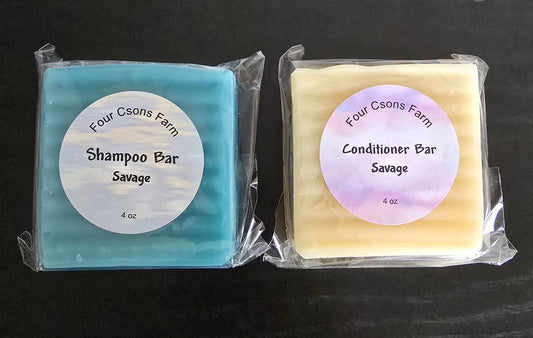 Four Csons Farm
Shampoo Bar
Savage
4 oz
Four Csons Farm
Conditioner Bar
Savage
4 oz